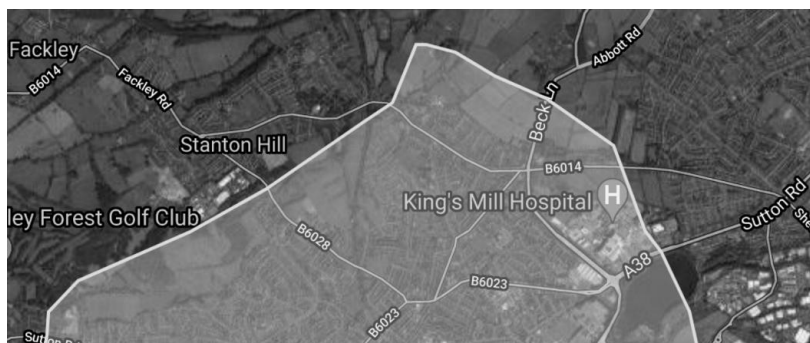 Fackley
B6014
Fackley Rd
Stanton Hill
ley Forest Golf Club
Abbott Rd
Beck Ln
B6014
King's Mill Hospital
H
Sutton Rd
A38
B6028
B6023
B6023
Sutton